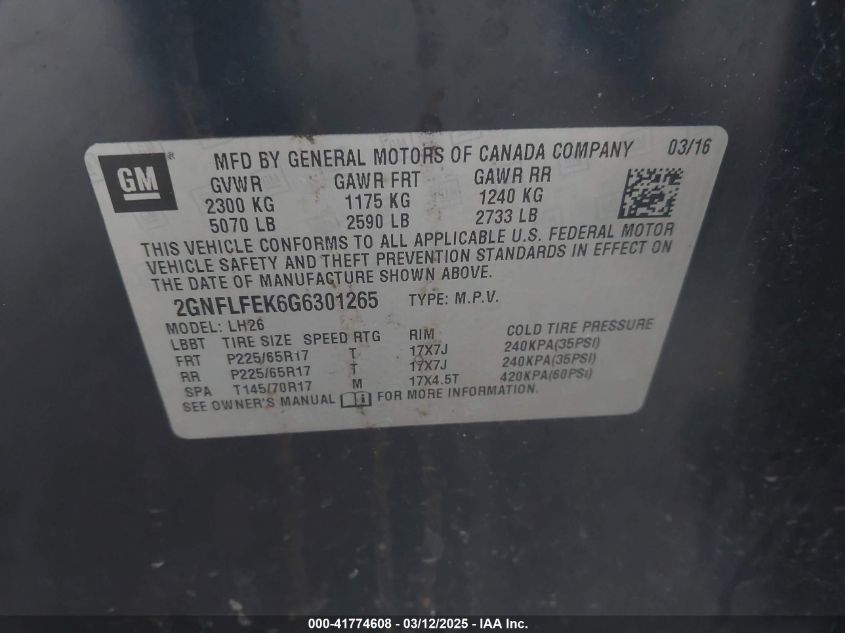 GM
®
MFD BY GENERAL MOTORS OF CANADA COMPANY 03/16
GVWR GAWR FRT GAWR RR
2300 KG 1175 KG 1240 KG
5070 LB 2590 LB 2733 LB
THIS VEHICLE CONFORMS TO ALL APPLICABLE U.S. FEDERAL MOTOR
VEHICLE SAFETY AND THEFT PREVENTION STANDARDS IN EFFECT ON
THE DATE OF MANUFACTURE SHOWN ABOVE.
2GNFLFEK6G6301265 TYPE: M.P.V.
MODEL: LH26
LBBT TIRE SIZE SPEED RTG RIM COLD TIRE PRESSURE
FRT P225/65R17 T 17X7J 240KPA(35PSI)
RR P225/65R17 T 17X7J 240KPA(35PSI)
SPA T145/70R17 M 17X4.5T 420KPA(60PSI)
SEE OWNER'S MANUAL FOR MORE INFORMATION.
000-41774608 - 03/12/2025 - IAA Inc.